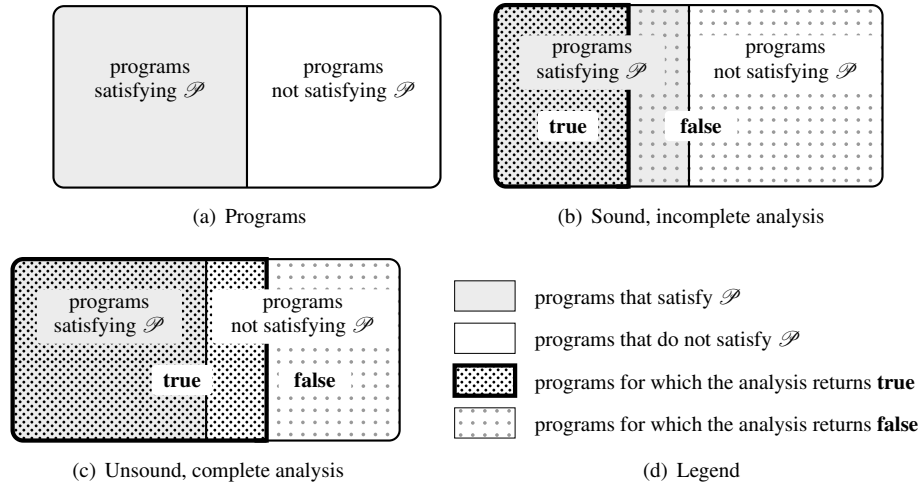 programs
satisfying 𝒫
programs
not satisfying 𝒫
(a) Programs
programs
satisfying 𝒫
programs
not satisfying 𝒫
true
false
(b) Sound, incomplete analysis
programs
satisfying 𝒫
programs
not satisfying 𝒫
true
false
(c) Unsound, complete analysis
programs that satisfy 𝒫
programs that do not satisfy 𝒫
programs for which the analysis returns true
programs for which the analysis returns false
(d) Legend